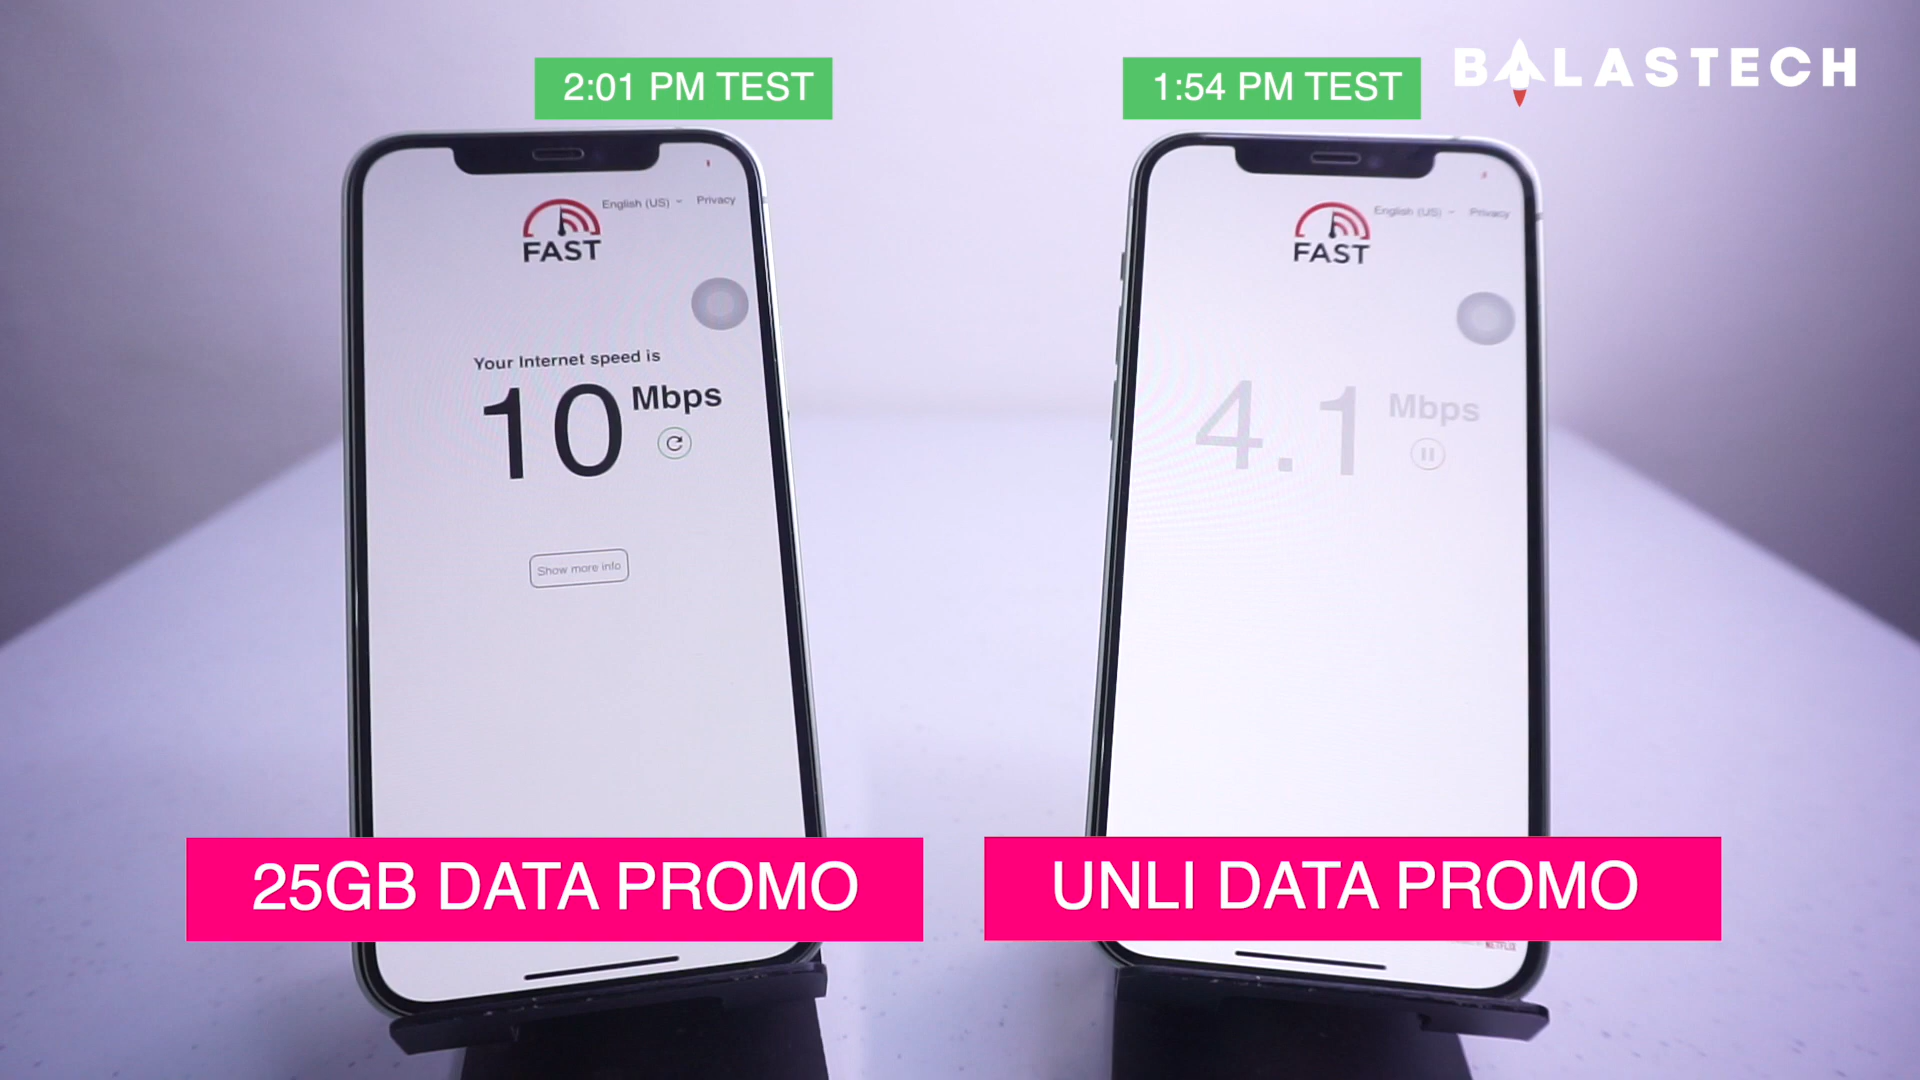 2:01 PM TEST
1:54 PM TEST
BALASTECH
English (US)
Privacy
FAST
Your Internet speed is
10 Mbps
Show more info
English (US)
Privacy
FAST
4.1 Mbps
25GB DATA PROMO
UNLI DATA PROMO
NETFLIX